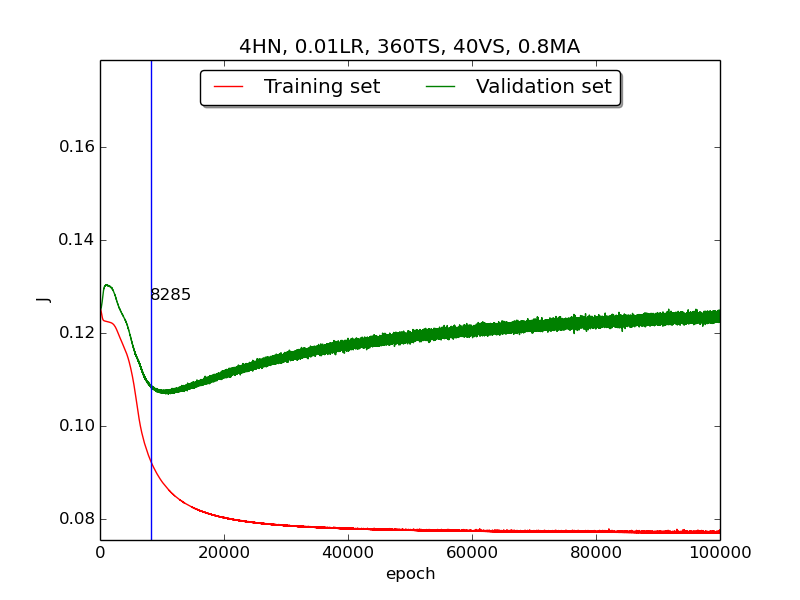 4HN, 0.01LR, 360TS, 40VS, 0.8MA
Training set
Validation set
0.16
0.14
8285
J
0.12
0.10
0.08
0
20000
40000
60000
80000
100000
epoch